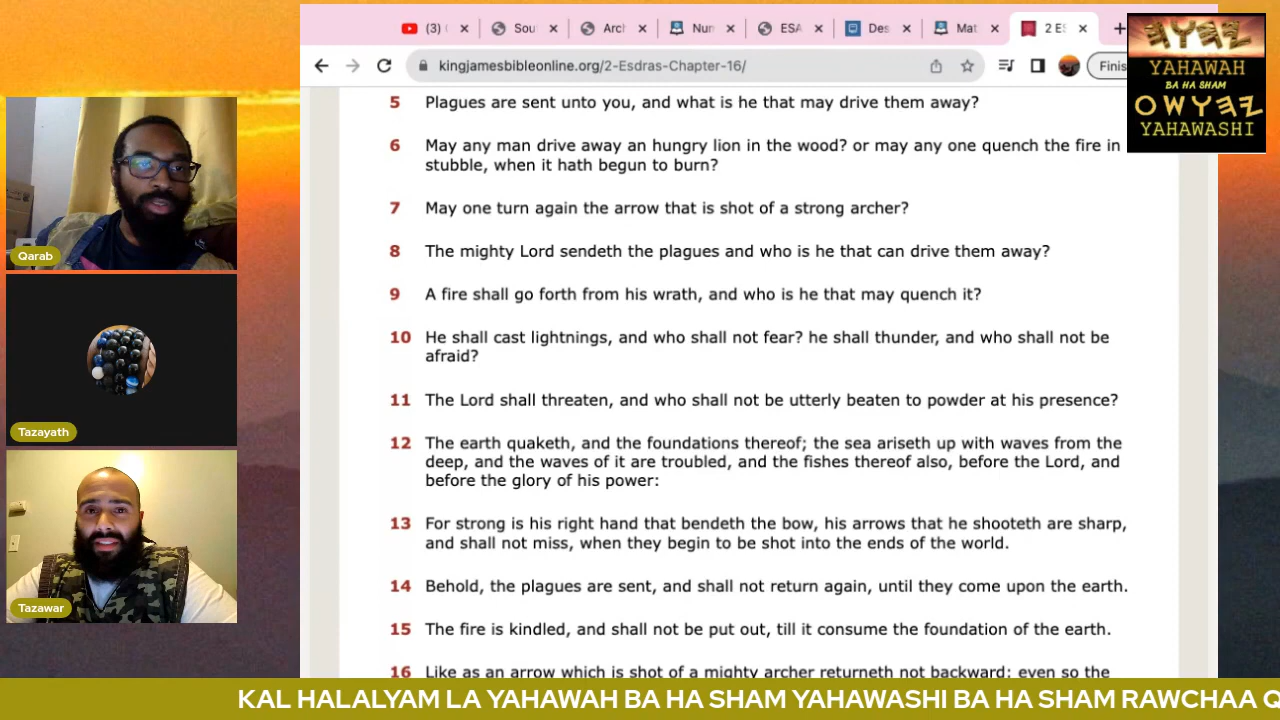 (3)
Sou
Arch
Nur
ESA
Des
Mat
2 ES
kingjamesbibleonline.org/2-Esdras-Chapter-16/
Finis
YAHAWAH
BA HA SHAM
YAHAWASHI
5 Plagues are sent unto you, and what is he that may drive them away?
6 May any man drive away an hungry lion in the wood? or may any one quench the fire in
stubble, when it hath begun to burn?
7 May one turn again the arrow that is shot of a strong archer?
8 The mighty Lord sendeth the plagues and who is he that can drive them away?
9 A fire shall go forth from his wrath, and who is he that may quench it?
10 He shall cast lightnings, and who shall not fear? he shall thunder, and who shall not be
afraid?
11 The Lord shall threaten, and who shall not be utterly beaten to powder at his presence?
12 The earth quaketh, and the foundations thereof; the sea ariseth up with waves from the
deep, and the waves of it are troubled, and the fishes thereof also, before the Lord, and
before the glory of his power:
13 For strong is his right hand that bendeth the bow, his arrows that he shooteth are sharp,
and shall not miss, when they begin to be shot into the ends of the world.
14 Behold, the plagues are sent, and shall not return again, until they come upon the earth.
15 The fire is kindled, and shall not be put out, till it consume the foundation of the earth.
16 Like as an arrow which is shot of a mighty archer returneth not backward: even so the
Qarab
Tazayath
Tazawar
KAL HALALYAM LA YAHAWAH BA HA SHAM YAHAWASHI BA HA SHAM RAWCHAA Q